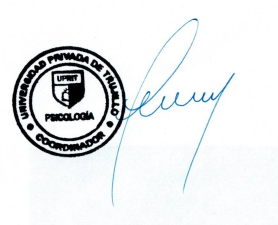 UNIVERSIDAD PRIVADA DE TRUJILLO
UPRIT
PSICOLOGÍA
COORDINADOR